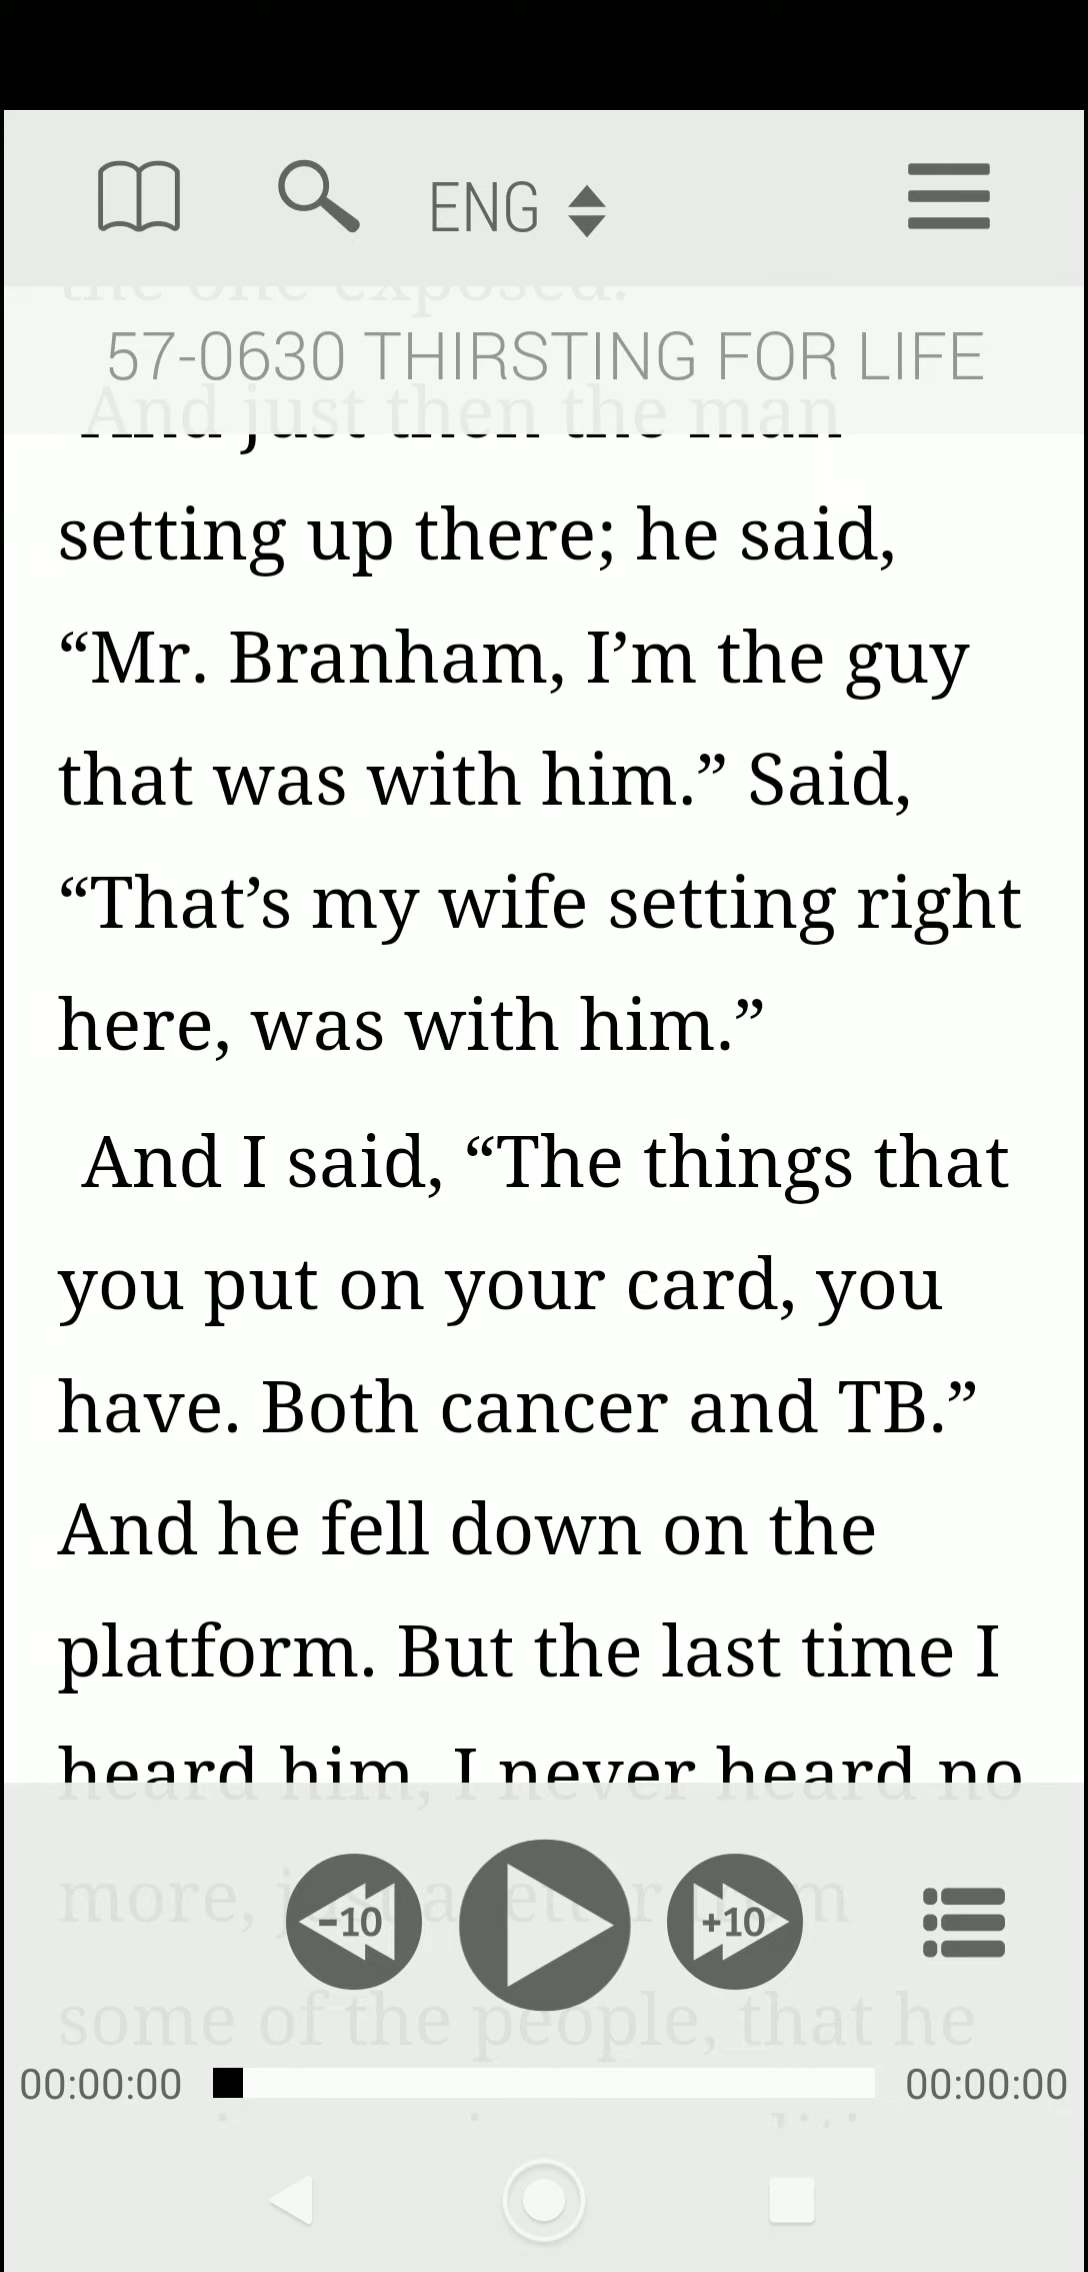 ENG
the one exposed.
57-0630 THIRSTING FOR LIFE
And just then the man
setting up there; he said,
“Mr. Branham, I’m the guy
that was with him.” Said,
“That’s my wife setting right
here, was with him.”
And I said, “The things that
you put on your card, you
have. Both cancer and TB.”
And he fell down on the
platform. But the last time I
heard him, I never heard no
more,
-10
+10
some of the people, that he
00:00:00
00:00:00